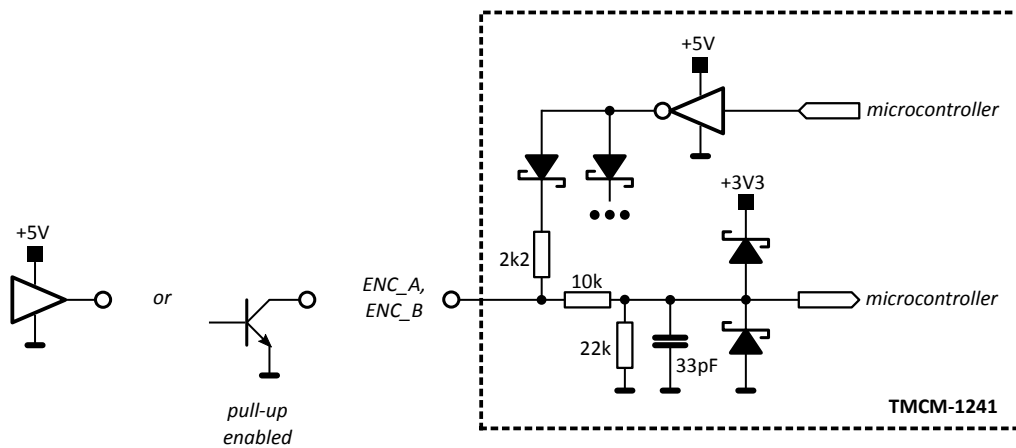 +5V
microcontroller
+3V3
+5V
2k2
or
ENC_A,
ENC_B
10k
microcontroller
22k
33pF
pull-up
enabled
TMCM-1241